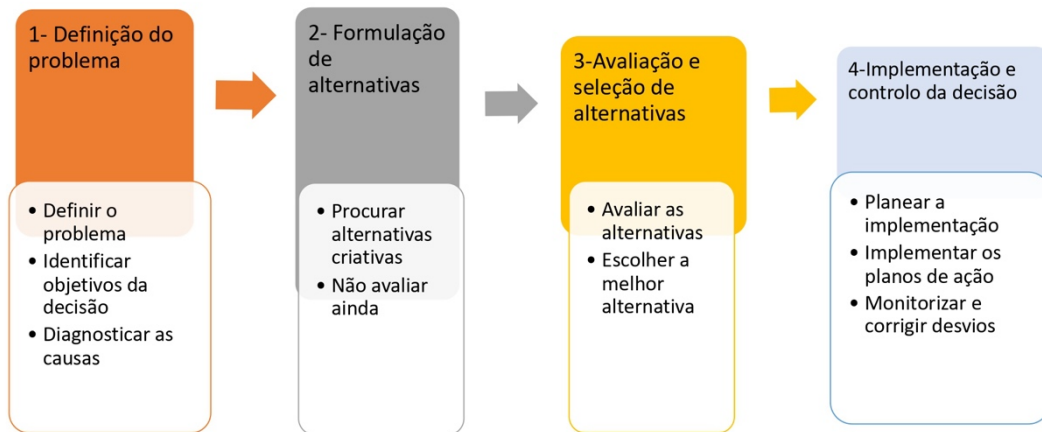 1- Definição do
problema
• Definir o
problema
• Identificar
objetivos da
decisão
• Diagnosticar as
causas
2- Formulação
de
alternativas
• Procurar
alternativas
criativas
• Não avaliar
ainda
3-Avaliação e
seleção de
alternativas
• Avaliar as
alternativas
• Escolher a
melhor
alternativa
4-Implementação e
controlo da decisão
• Planear a
implementação
• Implementar os
planos de ação
• Monitorizar e
corrigir desvios